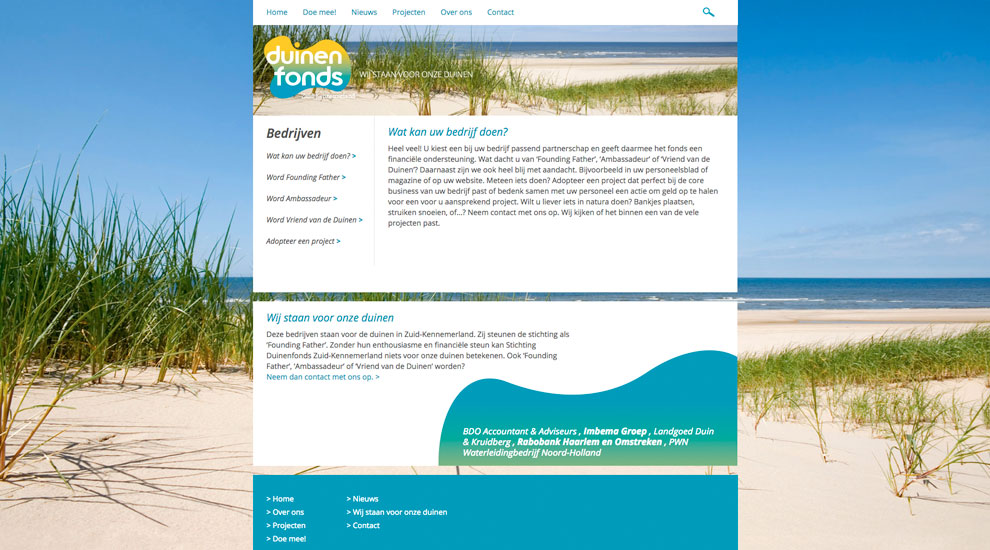 Home Doe mee! Nieuws Projecten Over ons Contact
duinen
fonds
WIJ STAAN VOOR ONZE DUINEN
Bedrijven
Wat kan uw bedrijf doen? >
Word Founding Father >
Word Ambassadeur >
Word Vriend van de Duinen >
Adopteer een project >
Wat kan uw bedrijf doen?
Heel veel! U kiest een bij uw bedrijf passend partnerschap en geeft daarmee het fonds een
financiële ondersteuning. Wat dacht u van ‘Founding Father’, ‘Ambassadeur’ of ‘Vriend van de
Duinen’? Daarnaast zijn we ook heel blij met aandacht. Bijvoorbeeld in uw personeelsblad of
magazine of op uw website. Meteen iets doen? Adopteer een project dat perfect bij de core
business van uw bedrijf past of bedenk samen met uw personeel een actie om geld op te halen
voor een voor u aansprekend project. Wilt u liever iets in natura doen? Bankjes plaatsen,
struiken snoeien, of...? Neem contact met ons op. Wij kijken of het binnen een van de vele
projecten past.
Wij staan voor onze duinen
Deze bedrijven staan voor de duinen in Zuid-Kennemerland. Zij steunen de stichting als
‘Founding Father’. Zonder hun enthousiasme en financiële steun kan Stichting
Duinenfonds Zuid-Kennemerland niets voor onze duinen betekenen. Ook ‘Founding
Father’, ‘Ambassadeur’ of ‘Vriend van de Duinen’ worden?
Neem dan contact met ons op. >
BDO Accountant & Adviseurs , Imbema Groep , Landgoed Duin
& Kruidberg , Rabobank Haarlem en Omstreken , PWN
Waterleidingbedrijf Noord-Holland
> Home
> Over ons
> Projecten
> Doe mee!
> Nieuws
> Wij staan voor onze duinen
> Contact